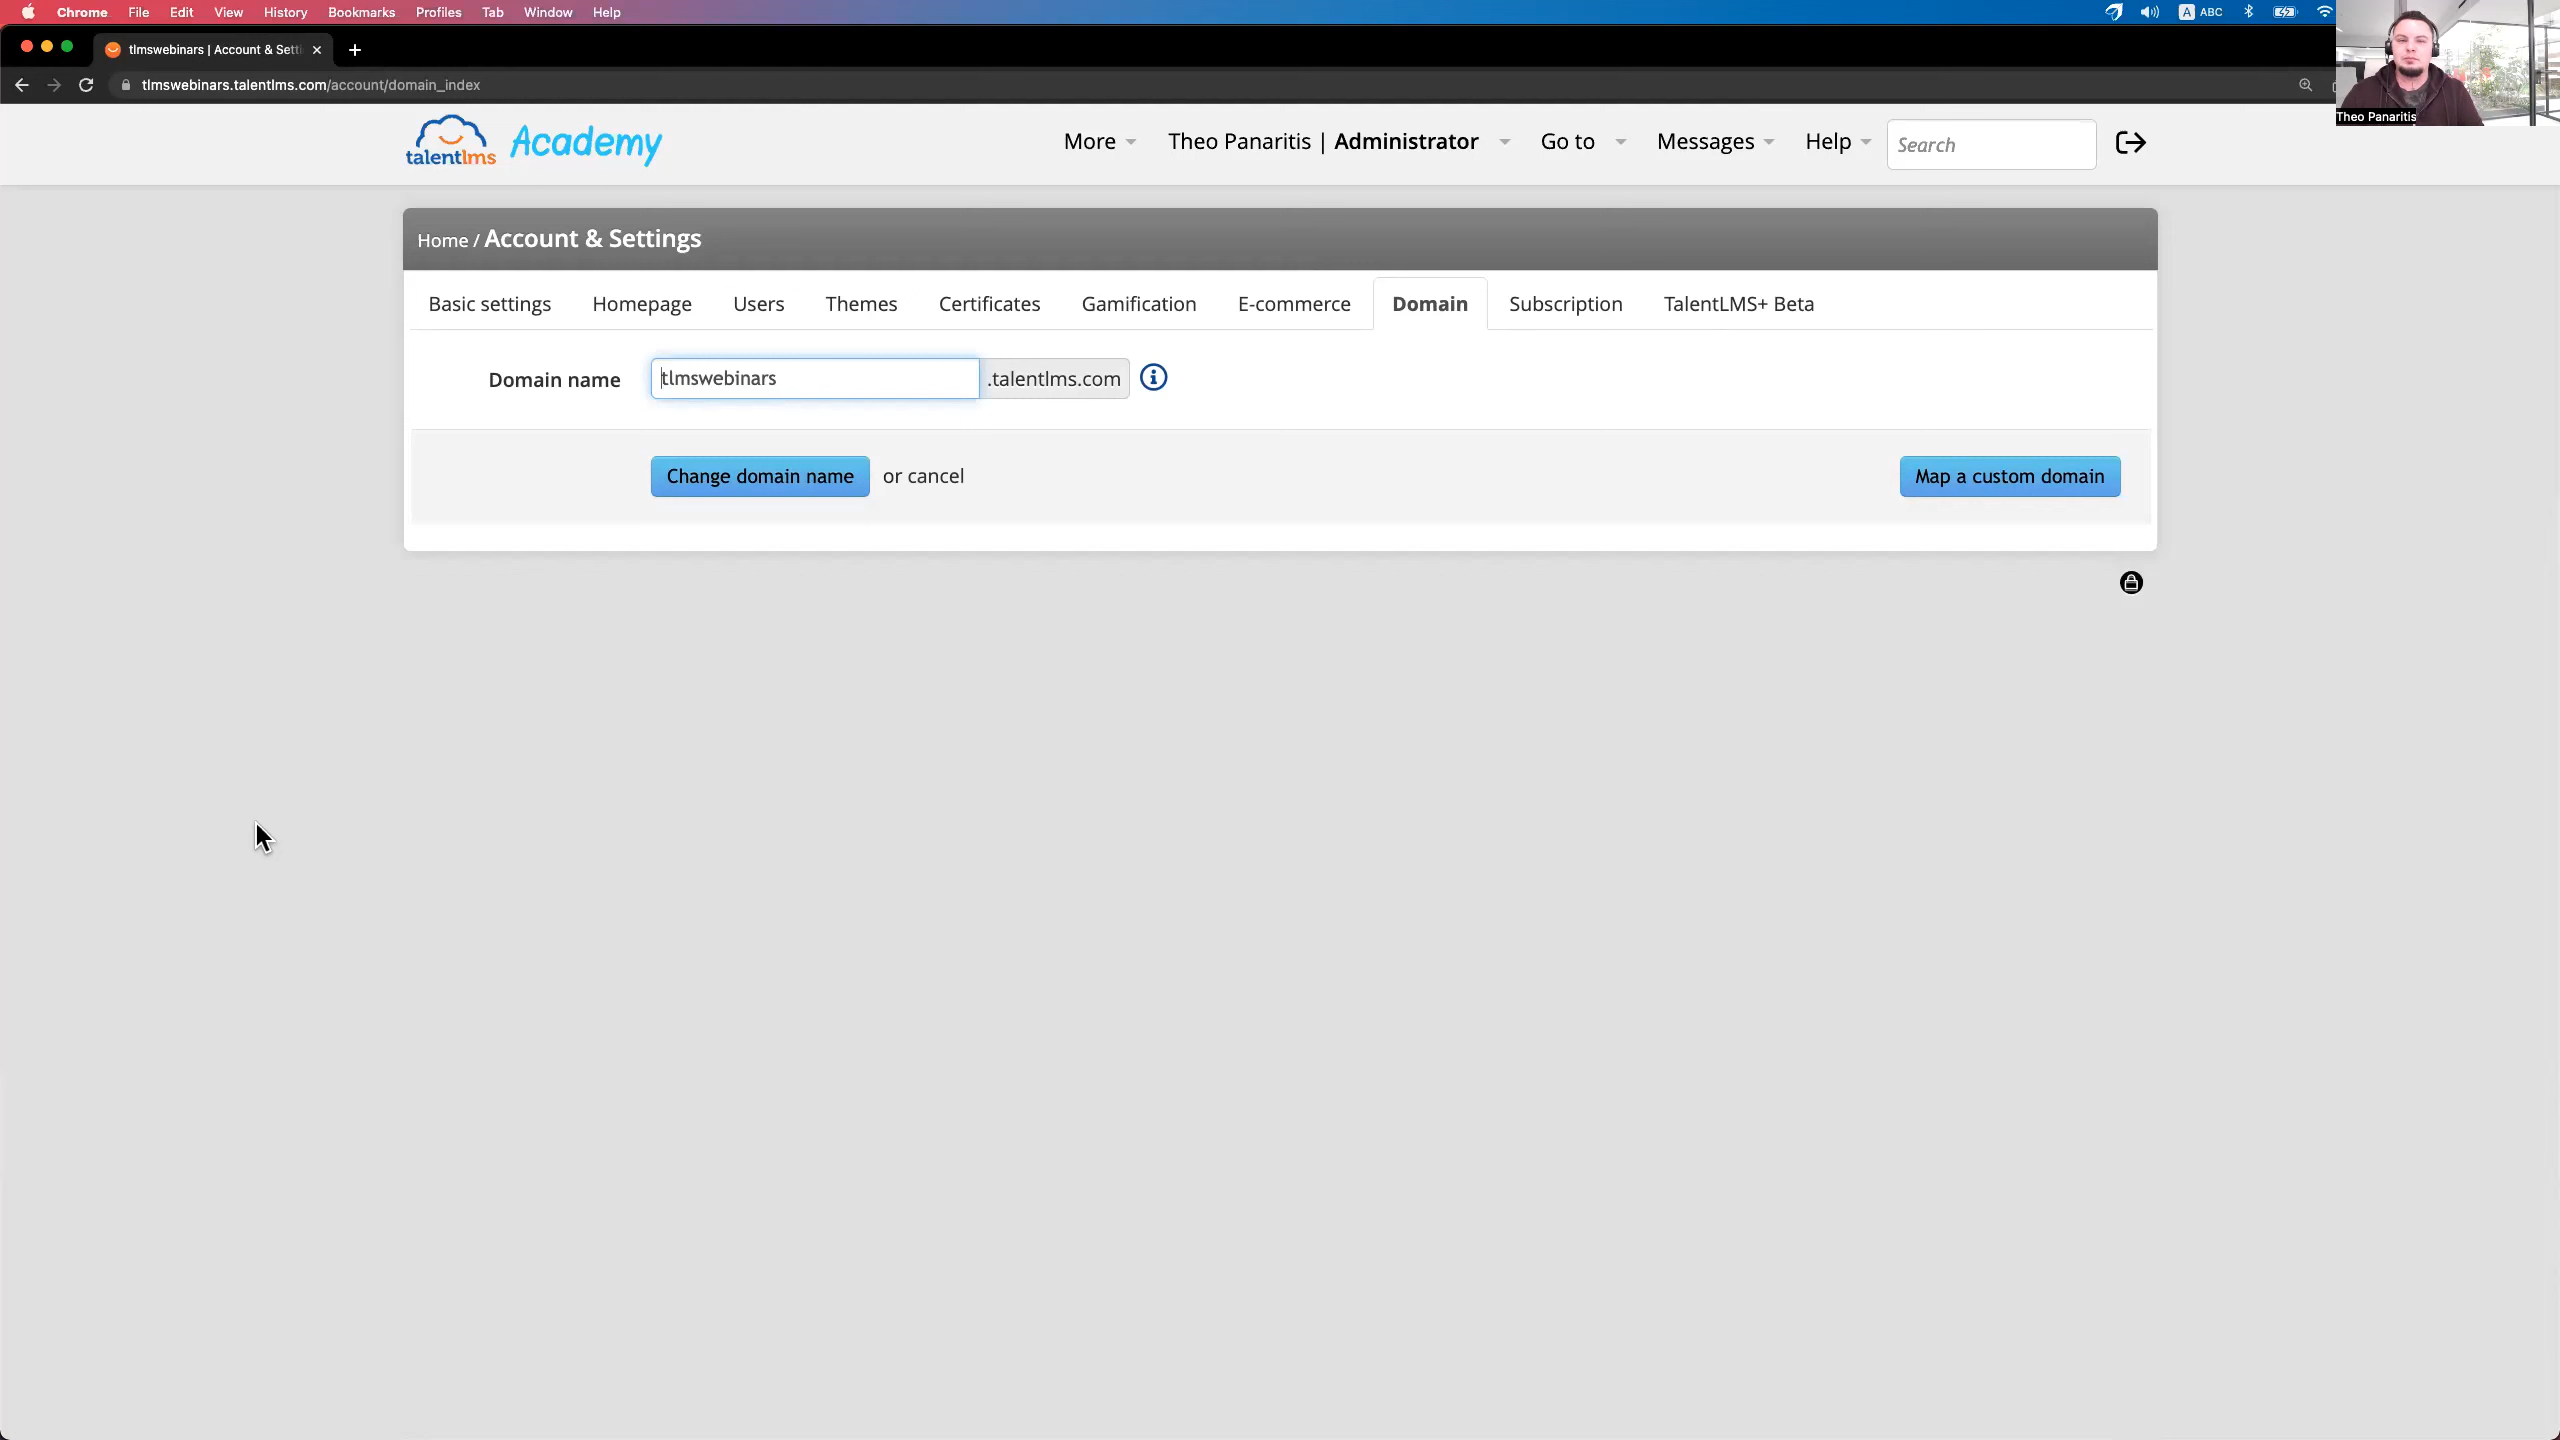 Chrome File Edit View History Bookmarks Profiles Tab Window Help
A ABC
tlmswebinars | Account & Setti
tlmswebinars.talentlms.com/account/domain_index
Theo Panaritis
talentlms Academy
More Theo Panaritis | Administrator Go to Messages Help Search
Home / Account & Settings
Basic settings Homepage Users Themes Certificates Gamification E-commerce Domain Subscription TalentLMS+ Beta
Domain name tlmswebinars .talentlms.com
Change domain name or cancel Map a custom domain